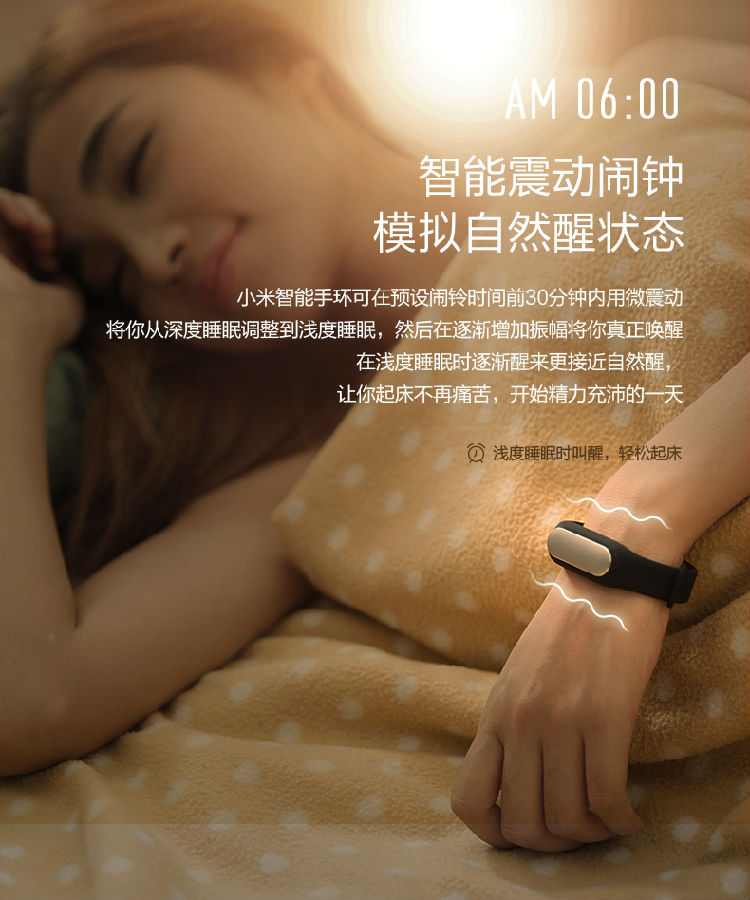 AM 06:00
智能震动闹钟
模拟自然醒状态
小米智能手环可在预设闹铃时间前30分钟内用微震动
将你从深度睡眠调整到浅度睡眠，然后在逐渐增加振幅将你真正唤醒
在浅度睡眠时逐渐醒来更接近自然醒，
让你起床不再痛苦，开始精力充沛的一天
浅度睡眠时叫醒，轻松起床